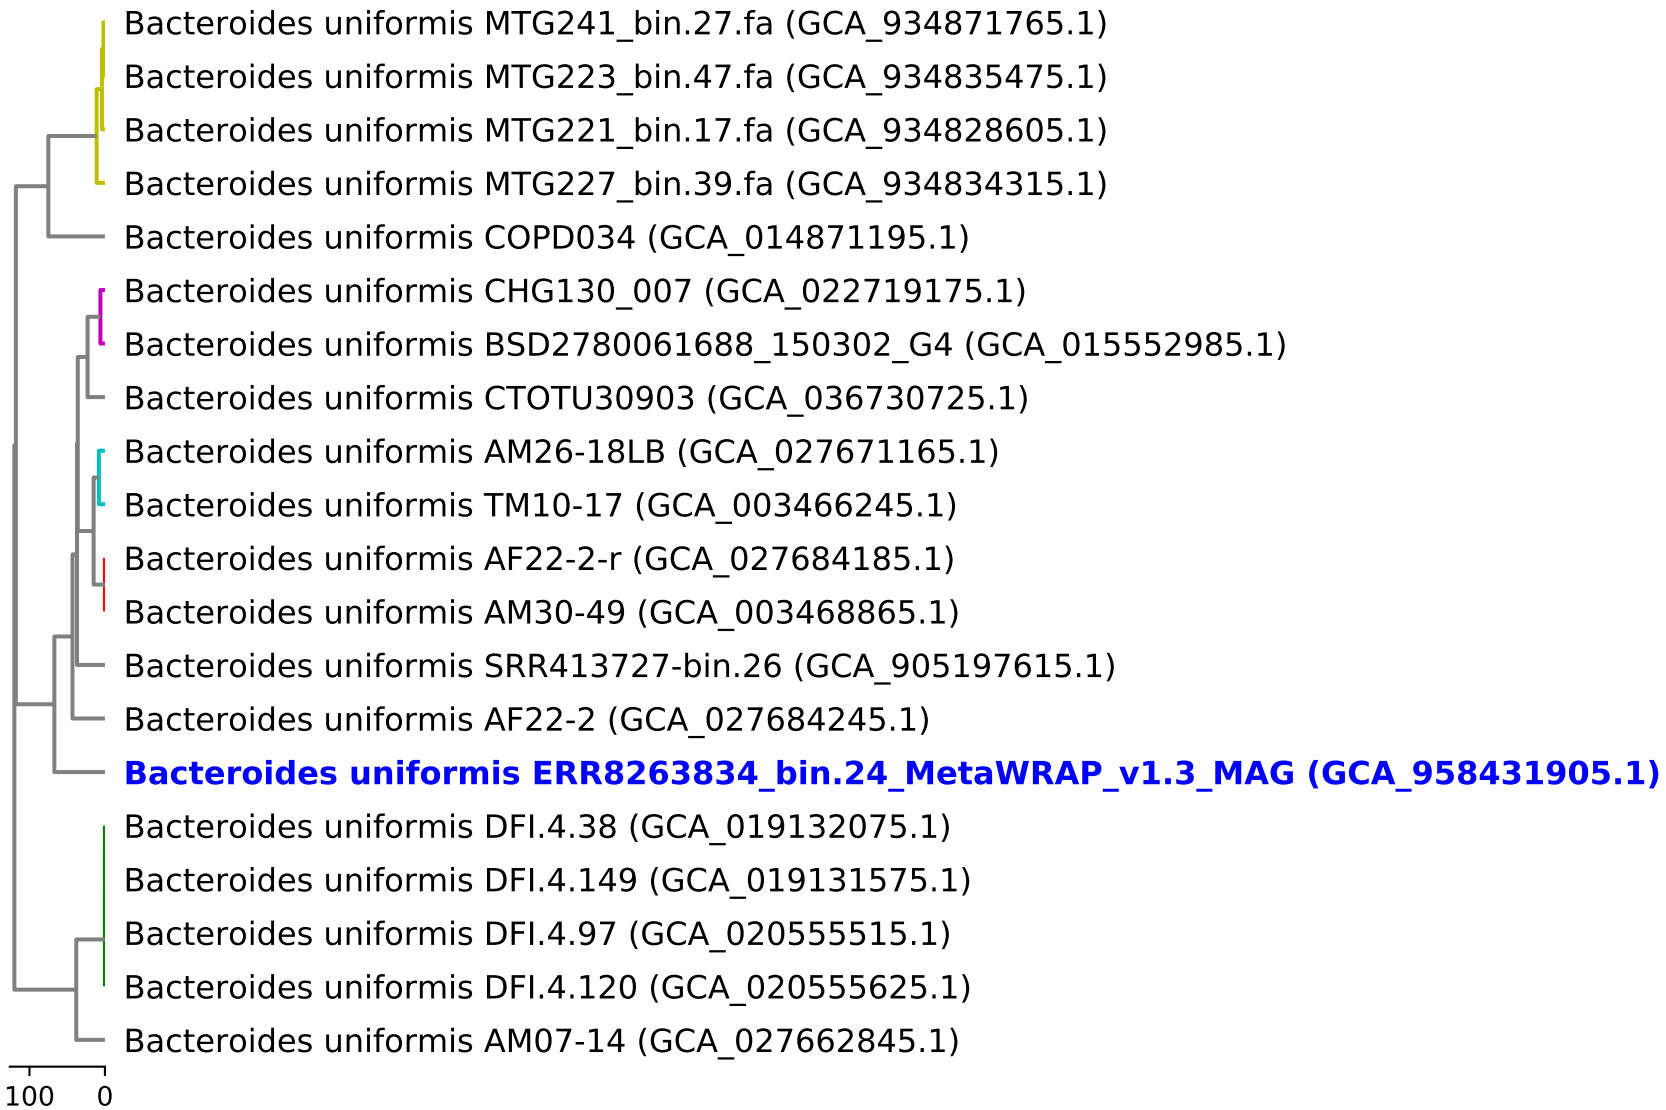 Bacteroides uniformis MTG241_bin.27.fa (GCA_934871765.1)
Bacteroides uniformis MTG223_bin.47.fa (GCA_934835475.1)
Bacteroides uniformis MTG221_bin.17.fa (GCA_934828605.1)
Bacteroides uniformis MTG227_bin.39.fa (GCA_934834315.1)
Bacteroides uniformis COPD034 (GCA_014871195.1)
Bacteroides uniformis CHG130_007 (GCA_022719175.1)
Bacteroides uniformis BSD2780061688_150302_G4 (GCA_015552985.1)
Bacteroides uniformis CTOTU30903 (GCA_036730725.1)
Bacteroides uniformis AM26-18LB (GCA_027671165.1)
Bacteroides uniformis TM10-17 (GCA_003466245.1)
Bacteroides uniformis AF22-2-r (GCA_027684185.1)
Bacteroides uniformis AM30-49 (GCA_003468865.1)
Bacteroides uniformis SRR413727-bin.26 (GCA_905197615.1)
Bacteroides uniformis AF22-2 (GCA_027684245.1)
Bacteroides uniformis ERR8263834_bin.24_MetaWRAP_v1.3_MAG (GCA_958431905.1)
Bacteroides uniformis DFI.4.38 (GCA_019132075.1)
Bacteroides uniformis DFI.4.149 (GCA_019131575.1)
Bacteroides uniformis DFI.4.97 (GCA_020555515.1)
Bacteroides uniformis DFI.4.120 (GCA_020555625.1)
Bacteroides uniformis AM07-14 (GCA_027662845.1)
100 0